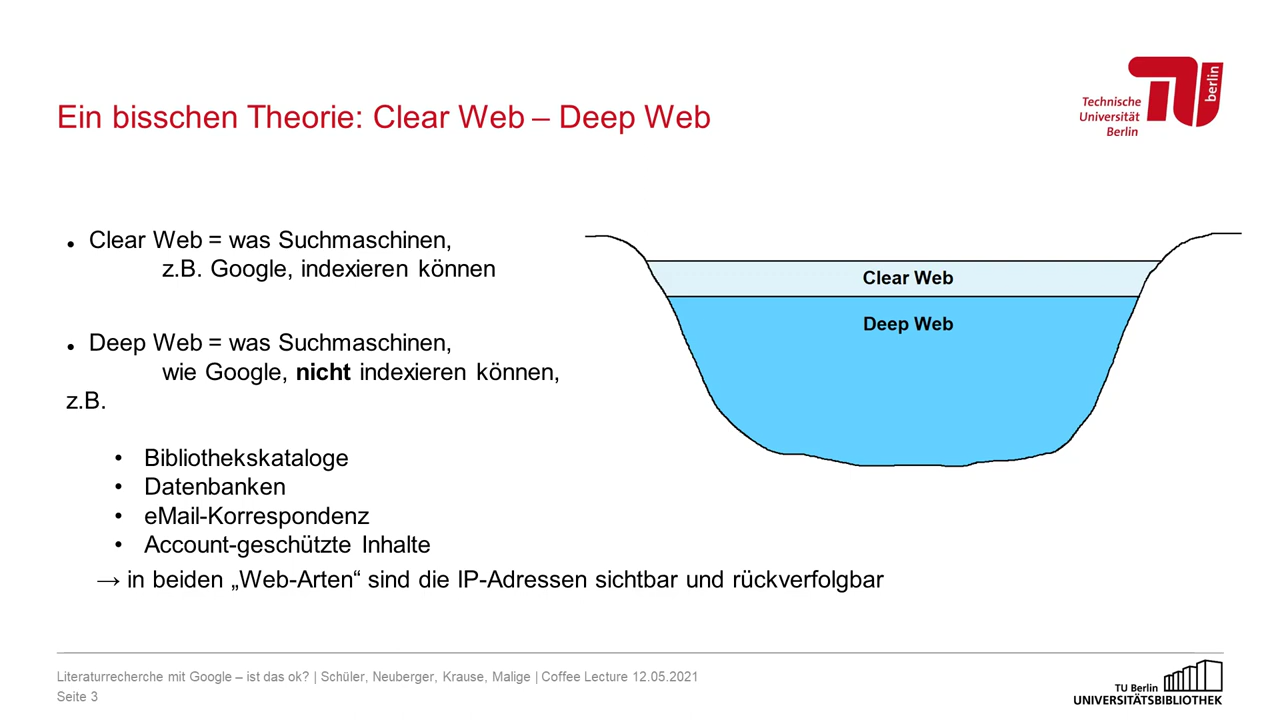 Technische
Universität
Berlin
berlin
Ein bisschen Theorie: Clear Web – Deep Web
• Clear Web = was Suchmaschinen,
z.B. Google, indexieren können
• Deep Web = was Suchmaschinen,
wie Google, nicht indexieren können,
z.B.
• Bibliothekskataloge
• Datenbanken
• eMail-Korrespondenz
• Account-geschützte Inhalte
→ in beiden „Web-Arten“ sind die IP-Adressen sichtbar und rückverfolgbar
Clear Web
Deep Web
Literaturrecherche mit Google – ist das ok? | Schüler, Neuberger, Krause, Malige | Coffee Lecture 12.05.2021
Seite 3
TU Berlin
UNIVERSITÄTSBIBLIOTHEK